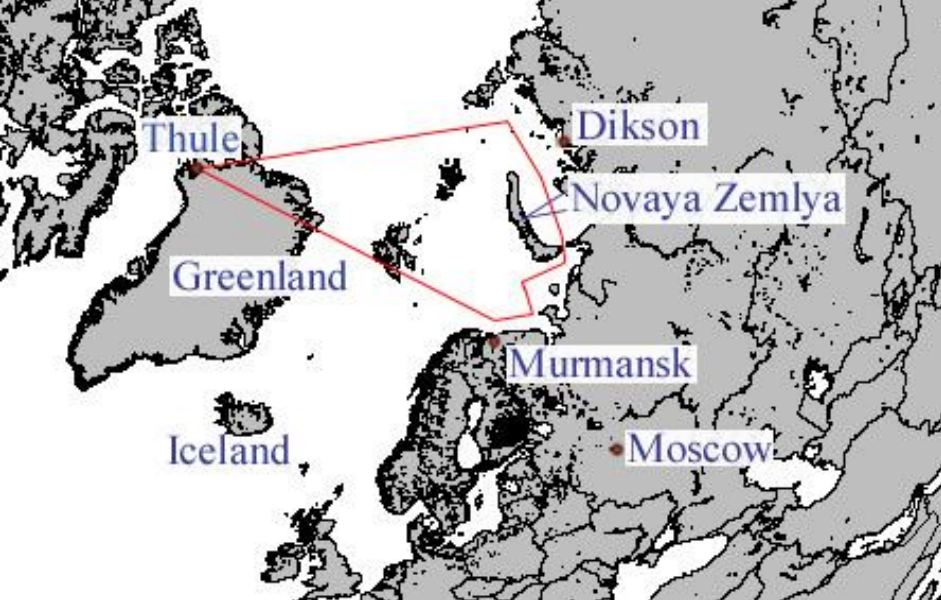 Dikson
Thule
Novaya Zemlya
Greenland
Murmansk
Iceland
Moscow